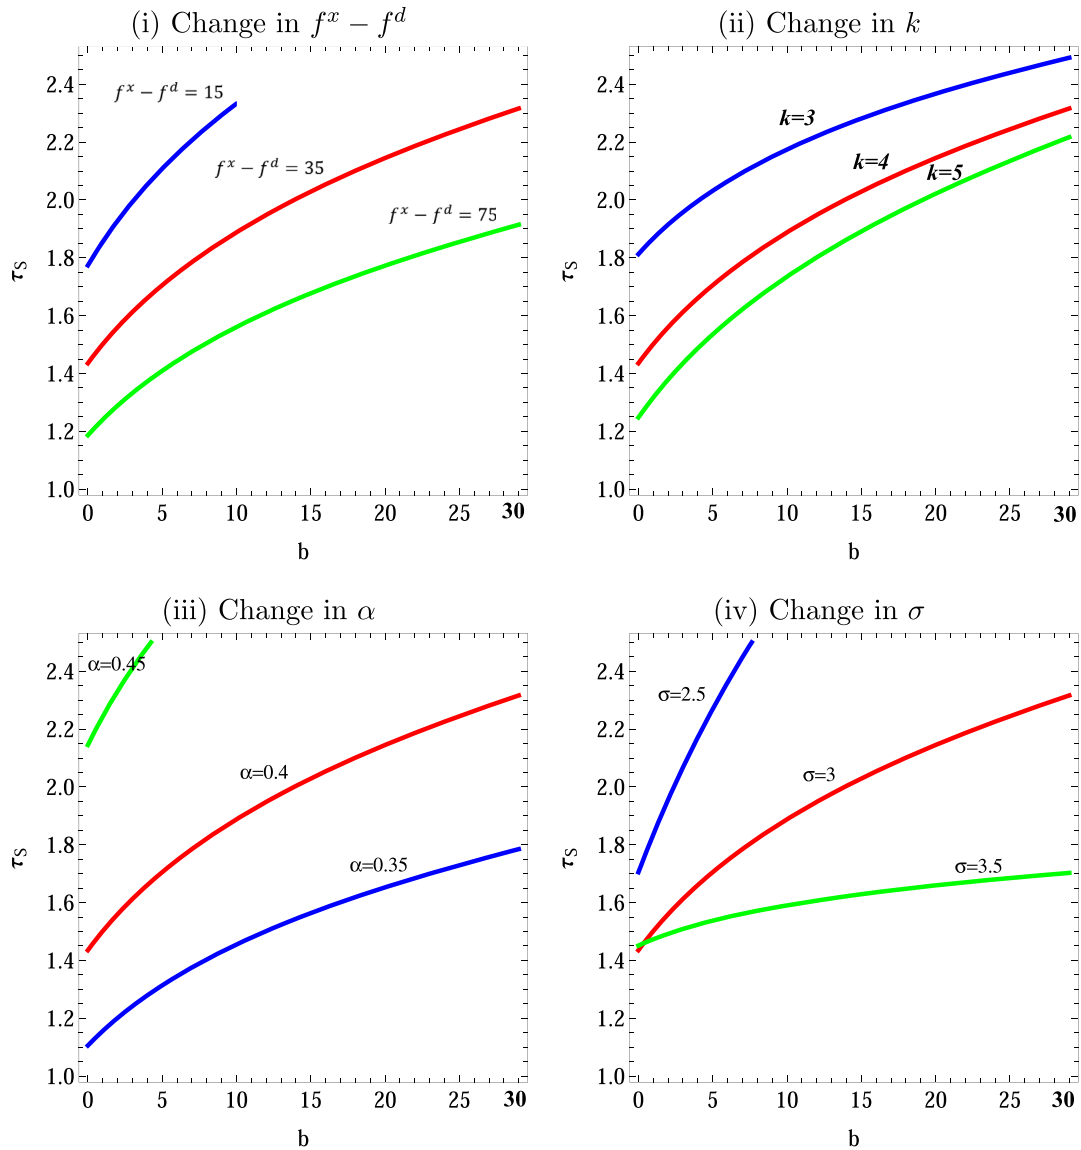 (i) Change in f^x − f^d
2.4
2.2
2.0
1.8
1.6
1.4
1.2
1.0
τ_S
f^x − f^d = 15
f^x − f^d = 35
f^x − f^d = 75
0 5 10 15 20 25 30
b
(ii) Change in k
2.4
2.2
2.0
1.8
1.6
1.4
1.2
1.0
τ_S
k=3
k=4
k=5
0 5 10 15 20 25 30
b
(iii) Change in α
2.4
2.2
2.0
1.8
1.6
1.4
1.2
1.0
τ_S
α=0.45
α=0.4
α=0.35
0 5 10 15 20 25 30
b
(iv) Change in σ
2.4
2.2
2.0
1.8
1.6
1.4
1.2
1.0
τ_S
σ=2.5
σ=3
σ=3.5
0 5 10 15 20 25 30
b